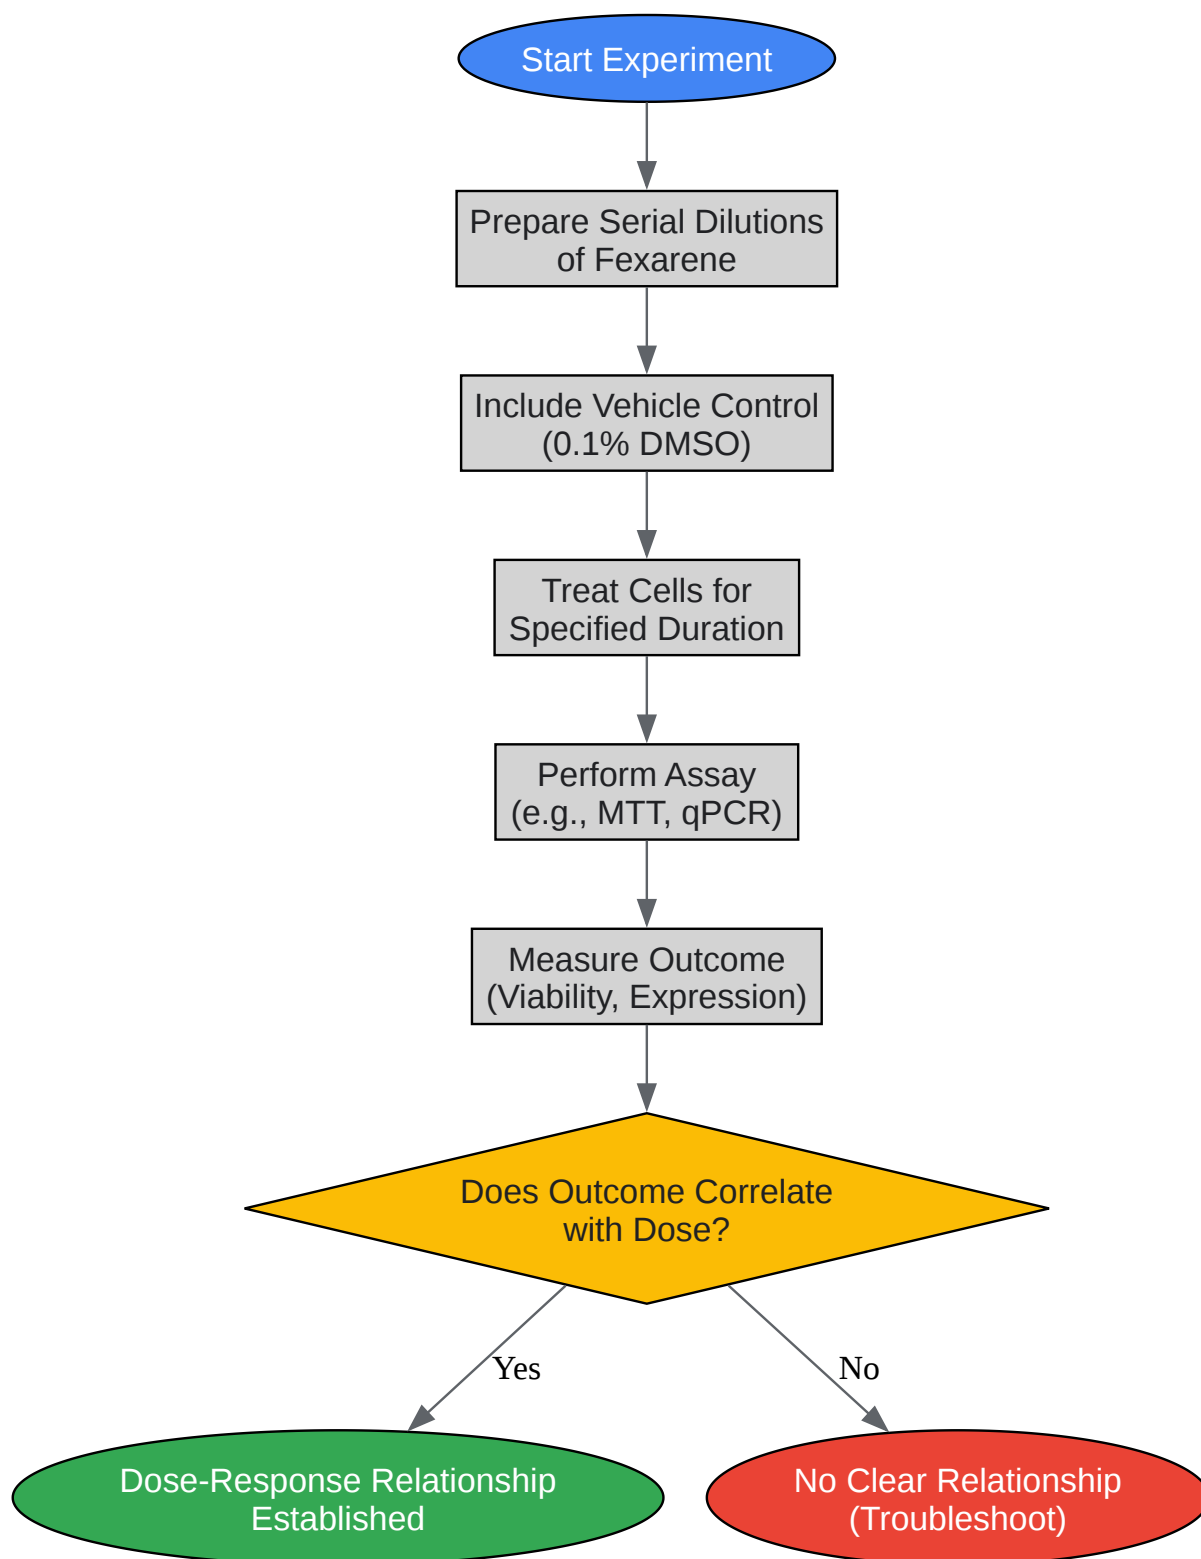 Start Experiment
Prepare Serial Dilutions
of Fexarene
Include Vehicle Control
(0.1% DMSO)
Treat Cells for
Specified Duration
Perform Assay
(e.g., MTT, qPCR)
Measure Outcome
(Viability, Expression)
Does Outcome Correlate
with Dose?
Yes
No
Dose-Response Relationship
Established
No Clear Relationship
(Troubleshoot)